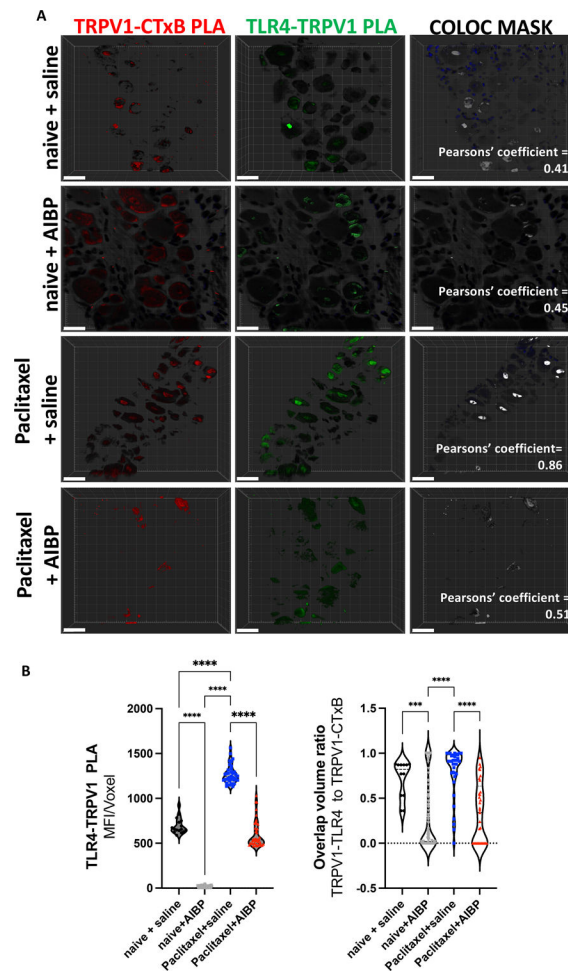 A
TRPV1-CTxB PLA
TLR4-TRPV1 PLA
COLOC MASK
naive + saline
Pearsons’ coefficient =
0.41
naive + AIBP
Pearsons’ coefficient =
0.45
Paclitaxel
+ saline
Pearsons’ coefficient=
0.86
Paclitaxel
+ AIBP
Pearsons’ coefficient =
0.51
B
TLR4-TRPV1 PLA
MFI/Voxel
2000
1500
1000
500
0
****
****
****
****
naive + saline
naive+AIBP
Paclitaxel+saline
Paclitaxel+AIBP
Overlap volume ratio
TRPV1-TLR4 to TRPV1-CTxB
1.5
1.0
0.5
0.0
-0.5
****
***
****
naive + saline
naive+AIBP
Paclitaxel+saline
Paclitaxel+AIBP